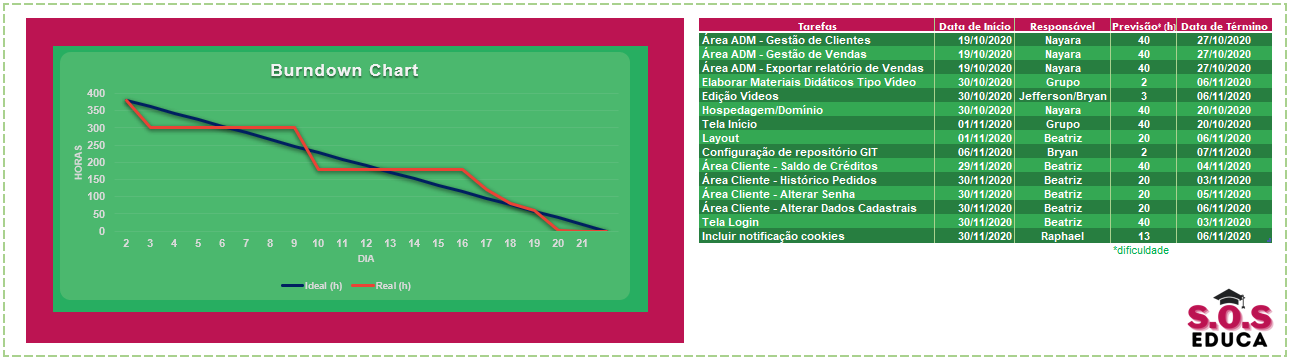 Burndown Chart
400
350
300
250
200
150
100
50
0
HORAS
2 3 4 5 6 7 8 9 10 11 12 13 14 15 16 17 18 19 20 21
DIA
Ideal (h) Real (h)
Tarefas Data de Início Responsável Previsão* (h) Data de Término
Área ADM - Gestão de Clientes 19/10/2020 Nayara 40 27/10/2020
Área ADM - Gestão de Vendas 19/10/2020 Nayara 40 27/10/2020
Área ADM - Exportar relatório de Vendas 19/10/2020 Nayara 40 27/10/2020
Elaborar Materiais Didáticos Tipo Vídeo 30/10/2020 Grupo 2 06/11/2020
Edição Vídeos 30/10/2020 Jefferson/Bryan 3 06/11/2020
Hospedagem/Domínio 30/10/2020 Nayara 40 20/10/2020
Tela Início 01/11/2020 Grupo 40 20/10/2020
Layout 01/11/2020 Beatriz 20 06/11/2020
Configuração de repositório GIT 06/11/2020 Bryan 2 07/11/2020
Área Cliente - Saldo de Créditos 29/11/2020 Beatriz 40 04/11/2020
Área Cliente - Histórico Pedidos 30/11/2020 Beatriz 20 03/11/2020
Área Cliente - Alterar Senha 30/11/2020 Beatriz 20 05/11/2020
Área Cliente - Alterar Dados Cadastrais 30/11/2020 Beatriz 20 06/11/2020
Tela Login 30/11/2020 Beatriz 40 03/11/2020
Incluir notificação cookies 30/11/2020 Raphael 13 06/11/2020
*dificuldade
S.O.S
EDUCA